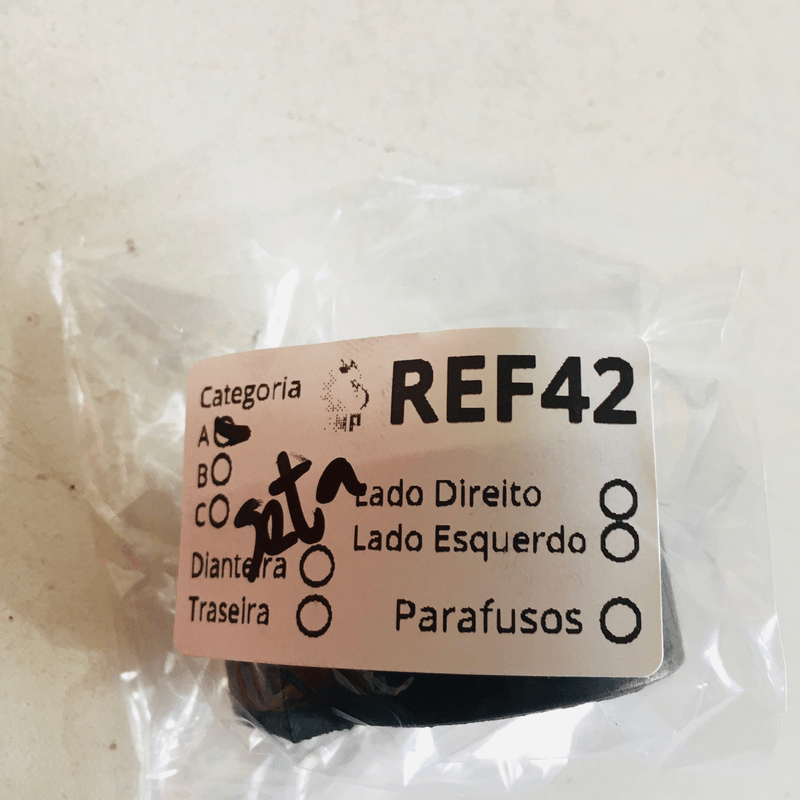 Categoria
REF42
A
B
C
Seta
Lado Direito
Lado Esquerdo
Dianteira
Traseira
Parafusos